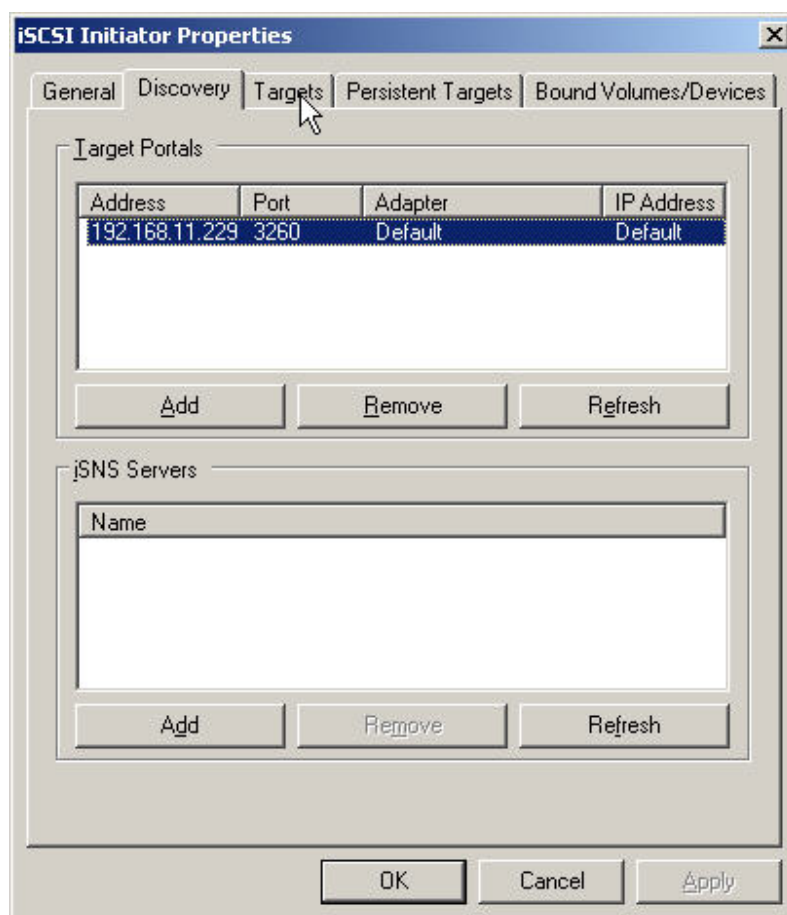 iSCSI Initiator Properties
General Discovery Targets Persistent Targets Bound Volumes/Devices
Target Portals
Address Port Adapter IP Address
192.168.11.229 3260 Default Default
Add Remove Refresh
iSNS Servers
Name
Add Remove Refresh
OK Cancel Apply